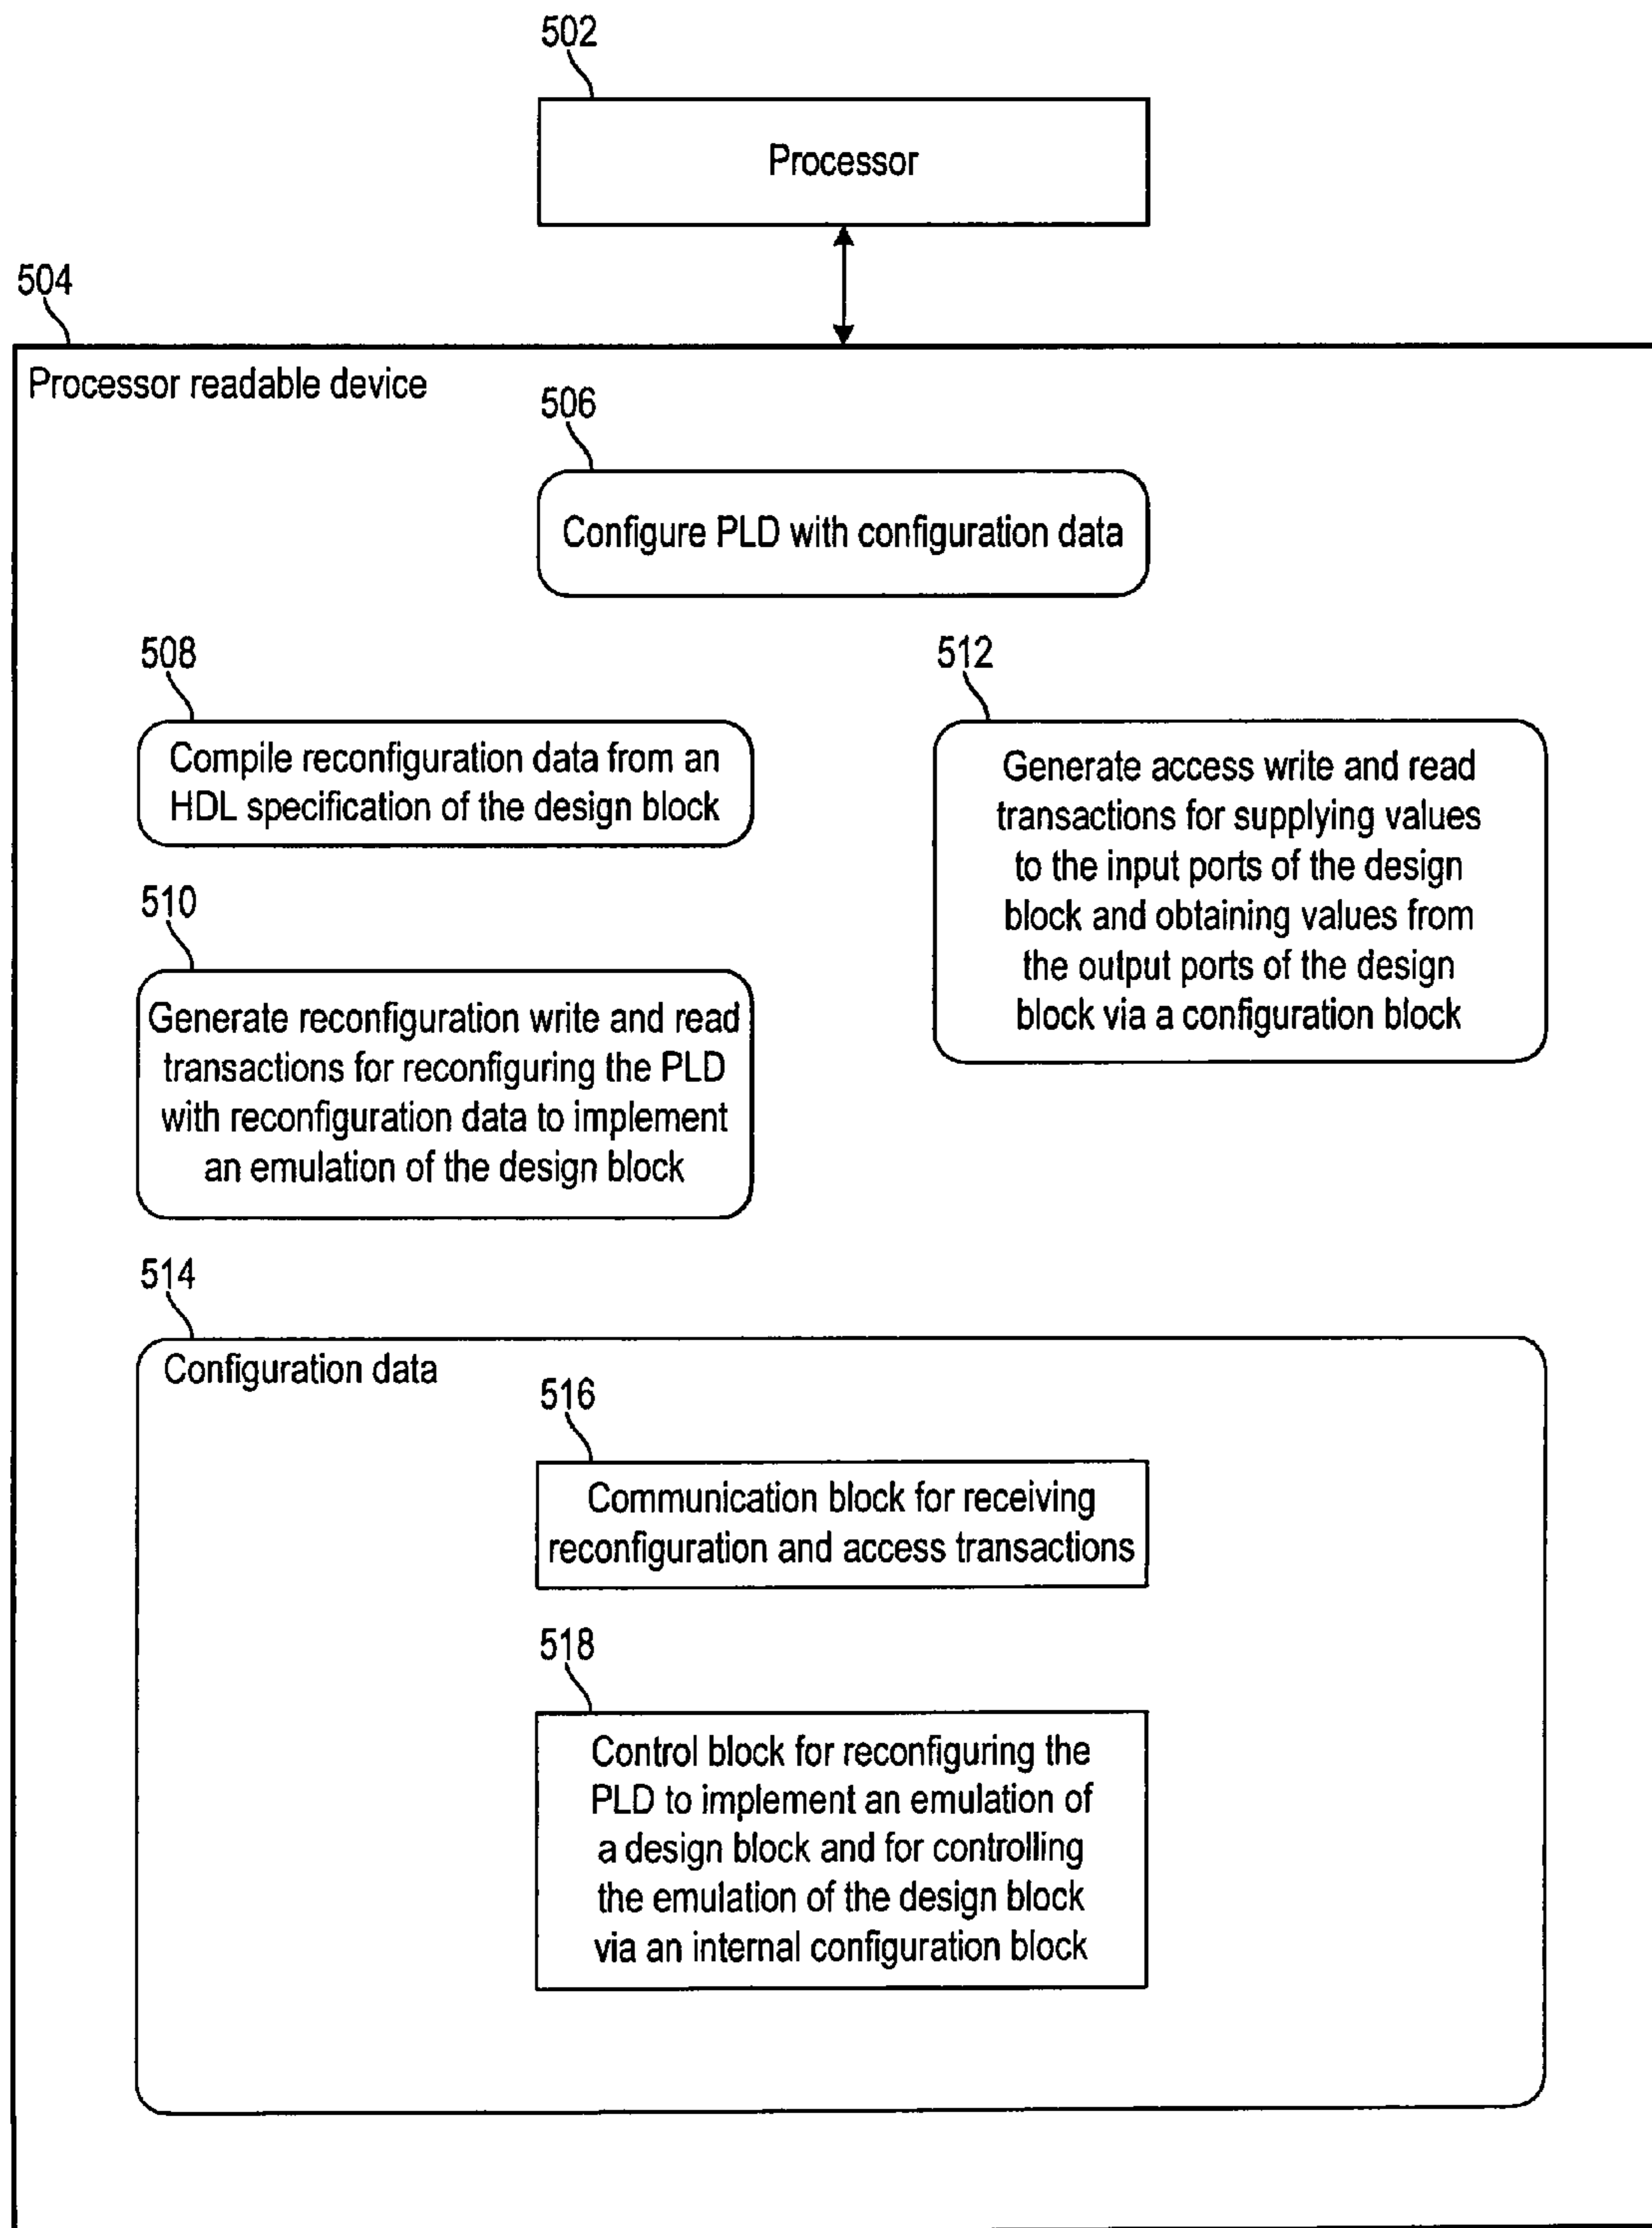 502
Processor
504
Processor readable device
506
Configure PLD with configuration data
508
Compile reconfiguration data from an
HDL specification of the design block
512
Generate access write and read
transactions for supplying values
to the input ports of the design
block and obtaining values from
the output ports of the design
block via a configuration block
510
Generate reconfiguration write and read
transactions for reconfiguring the PLD
with reconfiguration data to implement
an emulation of the design block
514
Configuration data
516
Communication block for receiving
reconfiguration and access transactions
518
Control block for reconfiguring the
PLD to implement an emulation of
a design block and for controlling
the emulation of the design block
via an internal configuration block